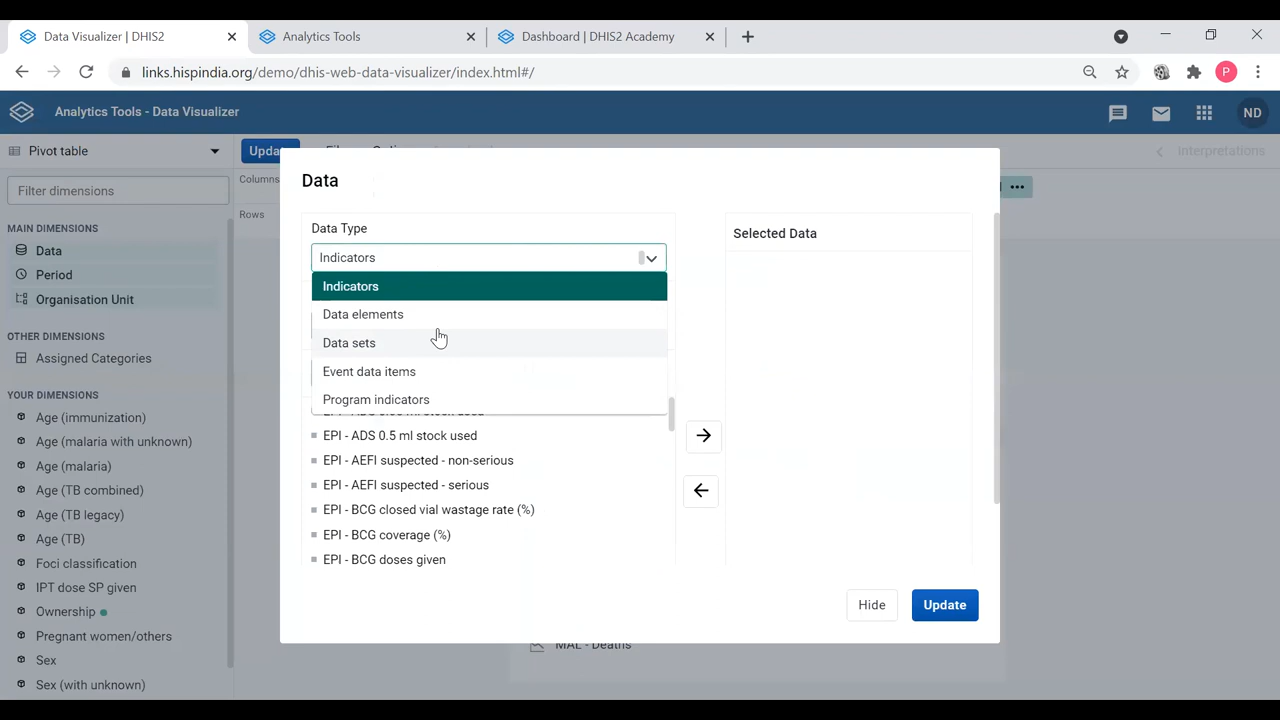 Data Visualizer | DHIS2
Analytics Tools
Dashboard | DHIS2 Academy
links.hispindia.org/demo/dhis-web-data-visualizer/index.html#/
P
Analytics Tools - Data Visualizer
ND
Pivot table
Upda
Interpretations
Filter dimensions
Columns
Rows
MAIN DIMENSIONS
Data
Period
Organisation Unit
OTHER DIMENSIONS
Assigned Categories
YOUR DIMENSIONS
Age (immunization)
Age (malaria with unknown)
Age (malaria)
Age (TB combined)
Age (TB legacy)
Age (TB)
Foci classification
IPT dose SP given
Ownership
Pregnant women/others
Sex
Sex (with unknown)
Data
Data Type
Indicators
Indicators
Data elements
Data sets
Event data items
Program indicators
EPI - ADS 0.5 ml stock used
EPI - AEFI suspected - non-serious
EPI - AEFI suspected - serious
EPI - BCG closed vial wastage rate (%)
EPI - BCG coverage (%)
EPI - BCG doses given
Selected Data
Hide
Update
MAL - Deaths